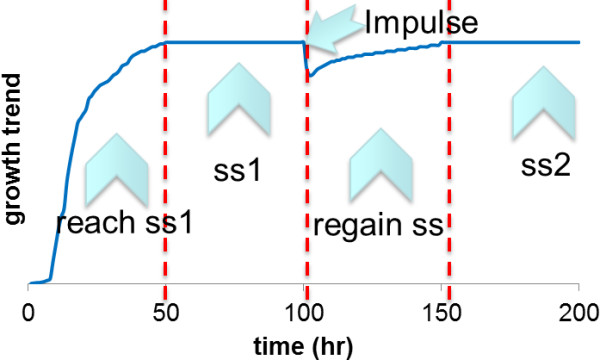 Impulse
growth trend
ss1
ss2
reach ss1
regain ss
0
50
100
150
200
time (hr)